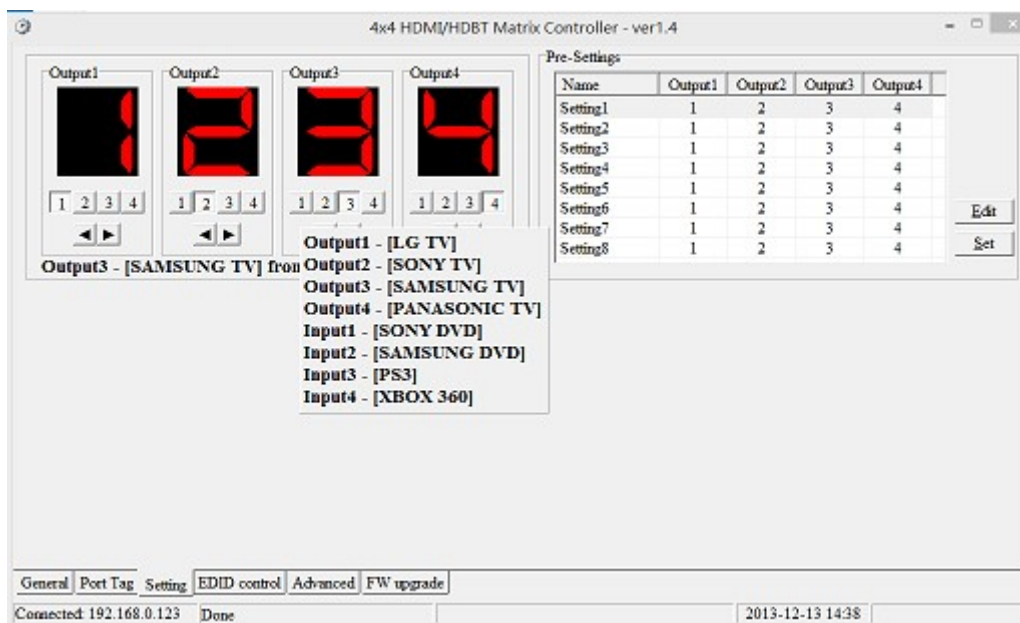 4x4 HDMI/HDBT Matrix Controller - ver1.4
Output1 Output2 Output3 Output4
1 2 3 4
1 2 3 4 1 2 3 4 1 2 3 4 1 2 3 4
Output3 - [SAMSUNG TV] from
Output1 - [LG TV]
Output2 - [SONY TV]
Output3 - [SAMSUNG TV]
Output4 - [PANASONIC TV]
Input1 - [SONY DVD]
Input2 - [SAMSUNG DVD]
Input3 - [PS3]
Input4 - [XBOX 360]
Pre-Settings
Name Output1 Output2 Output3 Output4
Setting1 1 2 3 4
Setting2 1 2 3 4
Setting3 1 2 3 4
Setting4 1 2 3 4
Setting5 1 2 3 4
Setting6 1 2 3 4
Setting7 1 2 3 4
Setting8 1 2 3 4
Edit
Set
General Port Tag Setting EDID control Advanced FW upgrade
Connected: 192.168.0.123 Done 2013-12-13 14:38